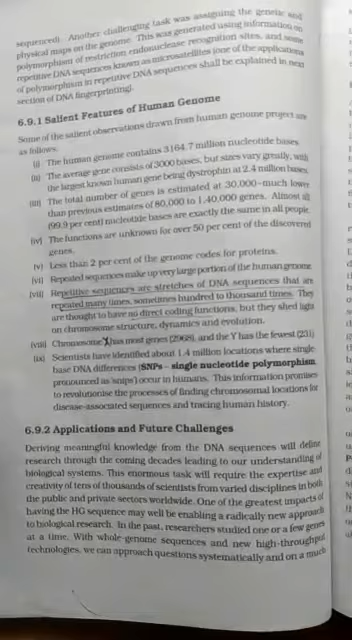 sequenced). Another challenging task was assigning the genetic and
physical maps on the genome. This was generated using information on
polymorphism of restriction endonuclease recognition sites, and some
repetitive DNA sequences known as microsatellites (one of the applications
of polymorphism in repetitive DNA sequences shall be explained in next
section of DNA fingerprinting).
6.9.1 Salient Features of Human Genome
Some of the salient observations drawn from human genome project are
as follows:
(i) The human genome contains 3164.7 million nucleotide bases.
(ii) The average gene consists of 3000 bases, but sizes vary greatly, with
the largest known human gene being dystrophin at 2.4 million bases.
(iii) The total number of genes is estimated at 30,000–much lower
than previous estimates of 80,000 to 1,40,000 genes. Almost all
(99.9 per cent) nucleotide bases are exactly the same in all people.
(iv) The functions are unknown for over 50 per cent of the discovered
genes.
(v) Less than 2 per cent of the genome codes for proteins.
(vi) Repeated sequences make up very large portion of the human genome.
(vii) Repetitive sequences are stretches of DNA sequences that are
repeated many times, sometimes hundred to thousand times. They
are thought to have no direct coding functions, but they shed light
on chromosome structure, dynamics and evolution.
(viii) Chromosome has most genes (2968), and the Y has the fewest (231).
(ix) Scientists have identified about 1.4 million locations where single
base DNA differences (SNPs – single nucleotide polymorphism,
pronounced as 'snips') occur in humans. This information promises
to revolutionise the processes of finding chromosomal locations for
disease-associated sequences and tracing human history.
6.9.2 Applications and Future Challenges
Deriving meaningful knowledge from the DNA sequences will define
research through the coming decades leading to our understanding of
biological systems. This enormous task will require the expertise and
creativity of tens of thousands of scientists from varied disciplines in both
the public and private sectors worldwide. One of the greatest impacts of
having the HG sequence may well be enabling a radically new approach
to biological research. In the past, researchers studied one or a few genes
at a time. With whole-genome sequences and new high-throughput
technologies, we can approach questions systematically and on a much